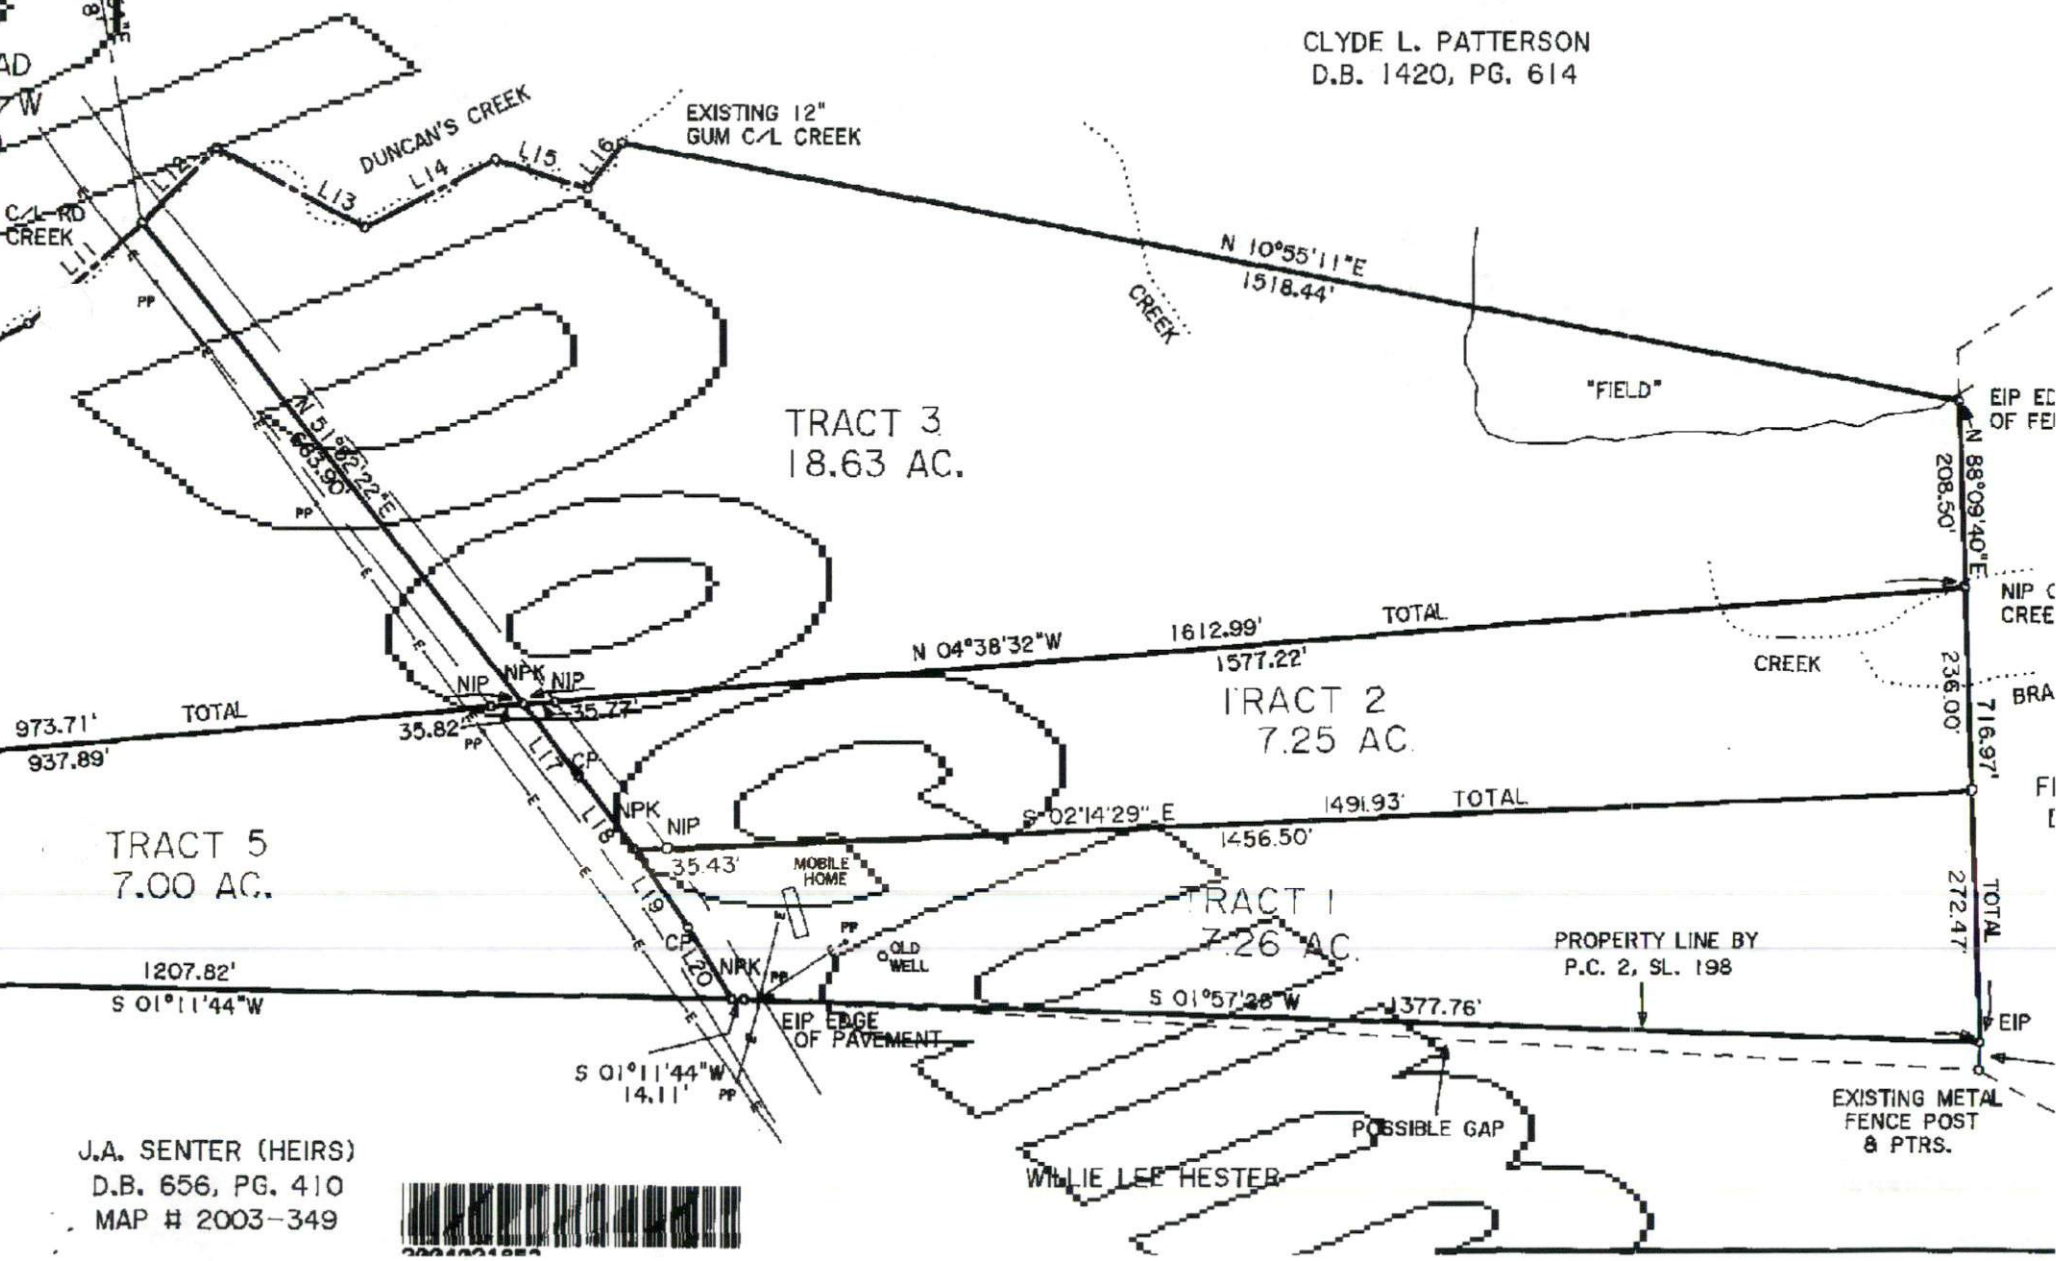 CLYDE L. PATTERSON
D.B. 1420, PG. 614
AD
W
EXISTING 12"
GUM C/L CREEK
DUNCAN'S CREEK
L12
L13
L14
L15
L16
C/L RD
CREEK
L11
PP
CREEK
N 10°55'11"E
1518.44'
"FIELD"
EIP
OF
TRACT 3
18.63 AC.
N 51°52'22"E
683.90'
PP
N 88°09'40"E
208.50'
N 04°38'32"W
1612.99'
TOTAL
1577.22'
NIP
CREEK
NIP
NPK
NIP
35.82'
35.77'
PP
973.71'
TOTAL
937.89'
TRACT 2
7.25 AC.
236.00'
716.97'
TOTAL
L17
CP
L18
NPK
NIP
35.43'
S 02°14'29" E
1491.93'
TOTAL
1456.50'
TRACT 5
7.00 AC.
MOBILE
HOME
L19
CP
L20
NPK
PP
PP
OLD
WELL
TRACT 1
7.26 AC.
272.47'
PROPERTY LINE BY
P.C. 2, SL. 198
1207.82'
S 01°11'44"W
S 01°57'28"W
1377.76'
EIP EDGE
OF PAVEMENT
EIP
S 01°11'44"W
14.11'
PP
EXISTING METAL
FENCE POST
& PTRS.
POSSIBLE GAP
WILLIE LEE HESTER
J.A. SENTER (HEIRS)
D.B. 656, PG. 410
MAP # 2003-349